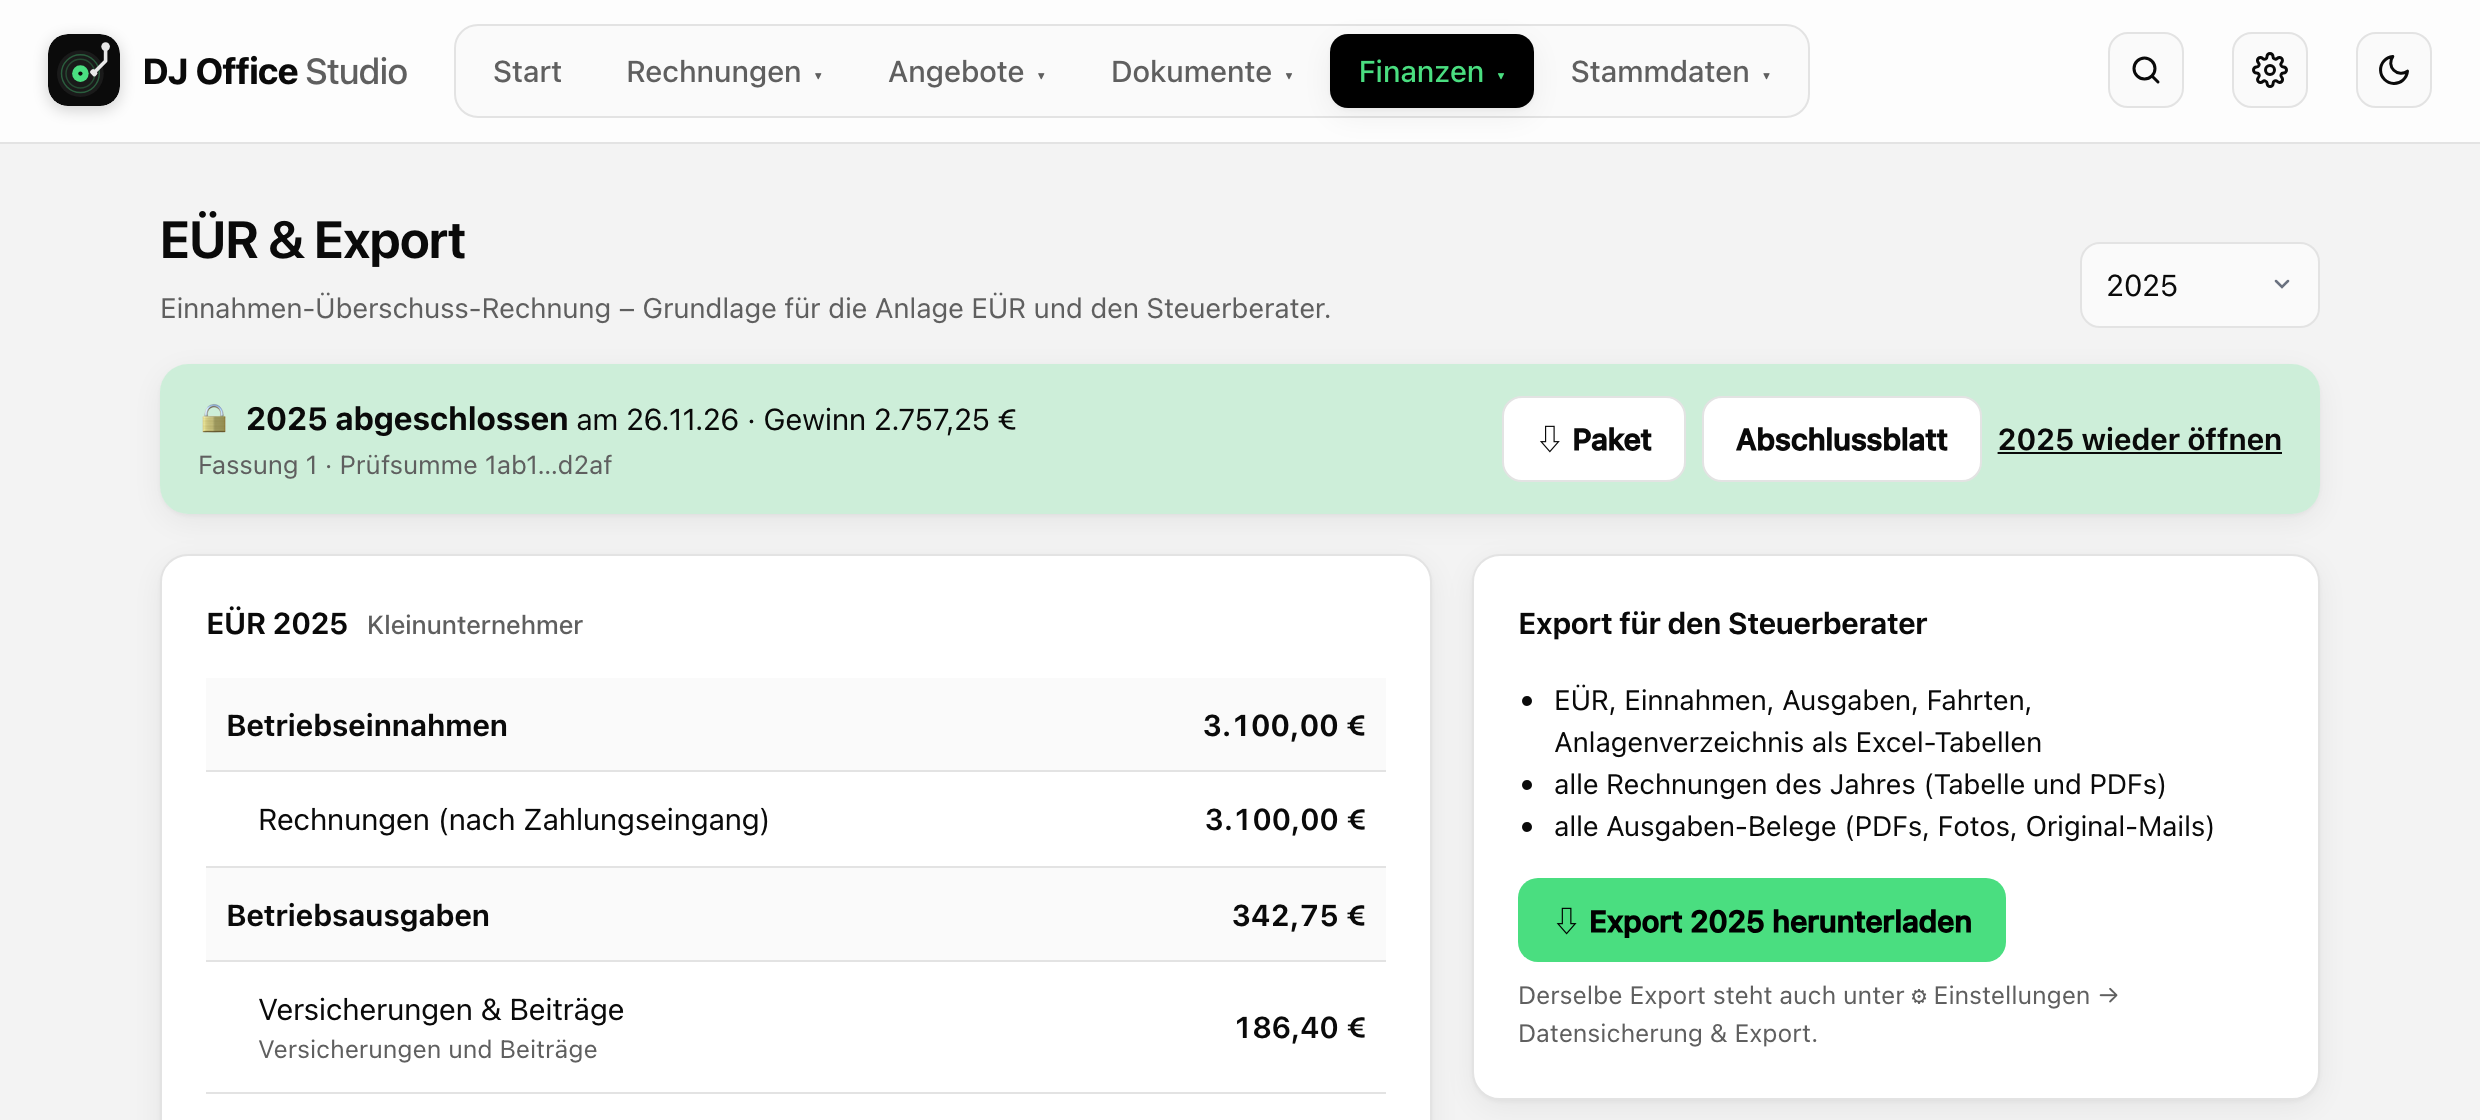 DJ Office Studio
Start
Rechnungen
Angebote
Dokumente
Finanzen
Stammdaten
EÜR & Export
Einnahmen-Überschuss-Rechnung – Grundlage für die Anlage EÜR und den Steuerberater.
2025
2025 abgeschlossen am 26.11.26 · Gewinn 2.757,25 €
Fassung 1 · Prüfsumme 1ab1…d2af
⇩ Paket
Abschlussblatt
2025 wieder öffnen
EÜR 2025 Kleinunternehmer
Betriebseinnahmen 3.100,00 €
Rechnungen (nach Zahlungseingang) 3.100,00 €
Betriebsausgaben 342,75 €
Versicherungen & Beiträge 186,40 €
Versicherungen und Beiträge
Export für den Steuerberater
• EÜR, Einnahmen, Ausgaben, Fahrten,
Anlagenverzeichnis als Excel-Tabellen
• alle Rechnungen des Jahres (Tabelle und PDFs)
• alle Ausgaben-Belege (PDFs, Fotos, Original-Mails)
⇩ Export 2025 herunterladen
Derselbe Export steht auch unter ⚙ Einstellungen →
Datensicherung & Export.